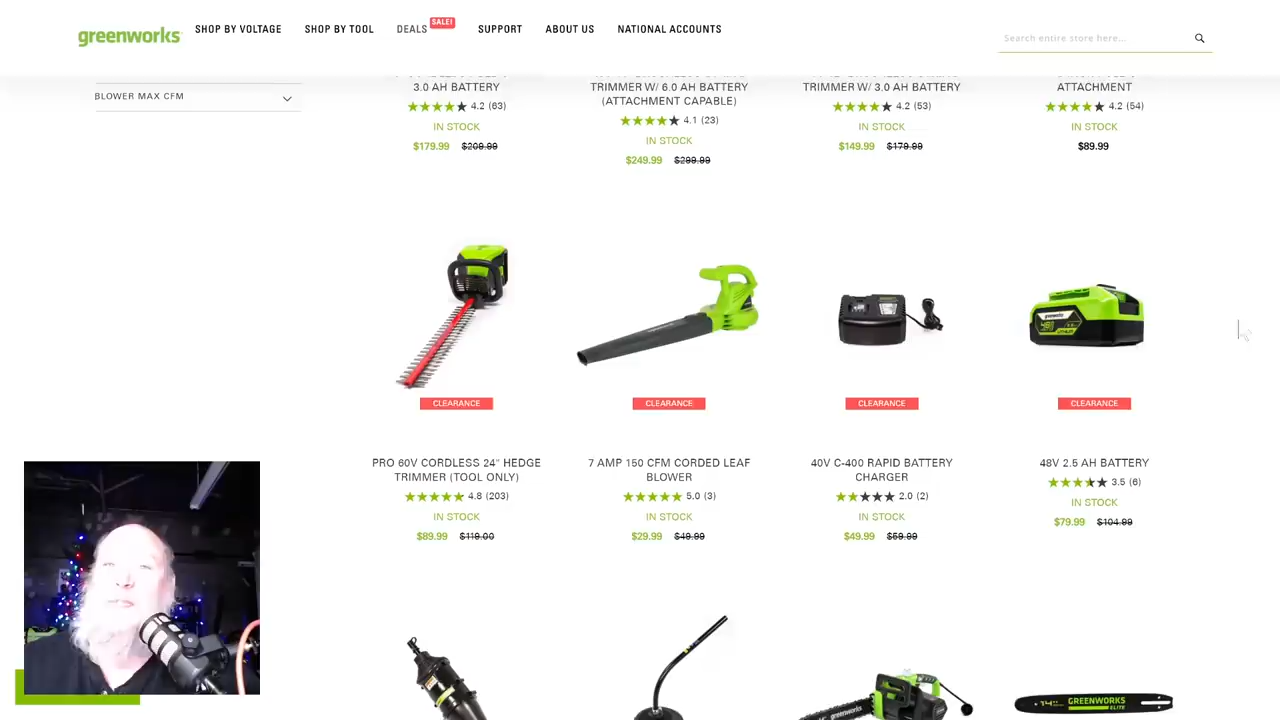 greenworks
SHOP BY VOLTAGE
SHOP BY TOOL
DEALS
SALE!
SUPPORT
ABOUT US
NATIONAL ACCOUNTS
Search entire store here...
BLOWER MAX CFM
3.0 AH BATTERY
4.2 (63)
IN STOCK
$179.99 $209.99
TRIMMER W/ 6.0 AH BATTERY
(ATTACHMENT CAPABLE)
4.1 (23)
IN STOCK
$249.99 $299.99
TRIMMER W/ 3.0 AH BATTERY
4.2 (53)
IN STOCK
$149.99 $179.99
ATTACHMENT
4.2 (54)
IN STOCK
$89.99
CLEARANCE
PRO 60V CORDLESS 24" HEDGE
TRIMMER (TOOL ONLY)
4.8 (203)
IN STOCK
$89.99 $119.00
CLEARANCE
7 AMP 150 CFM CORDED LEAF
BLOWER
5.0 (3)
IN STOCK
$29.99 $49.99
CLEARANCE
40V C-400 RAPID BATTERY
CHARGER
2.0 (2)
IN STOCK
$49.99 $59.99
CLEARANCE
48V 2.5 AH BATTERY
3.5 (6)
IN STOCK
$79.99 $104.99
greenworks
14"
GREENWORKS
ELITE